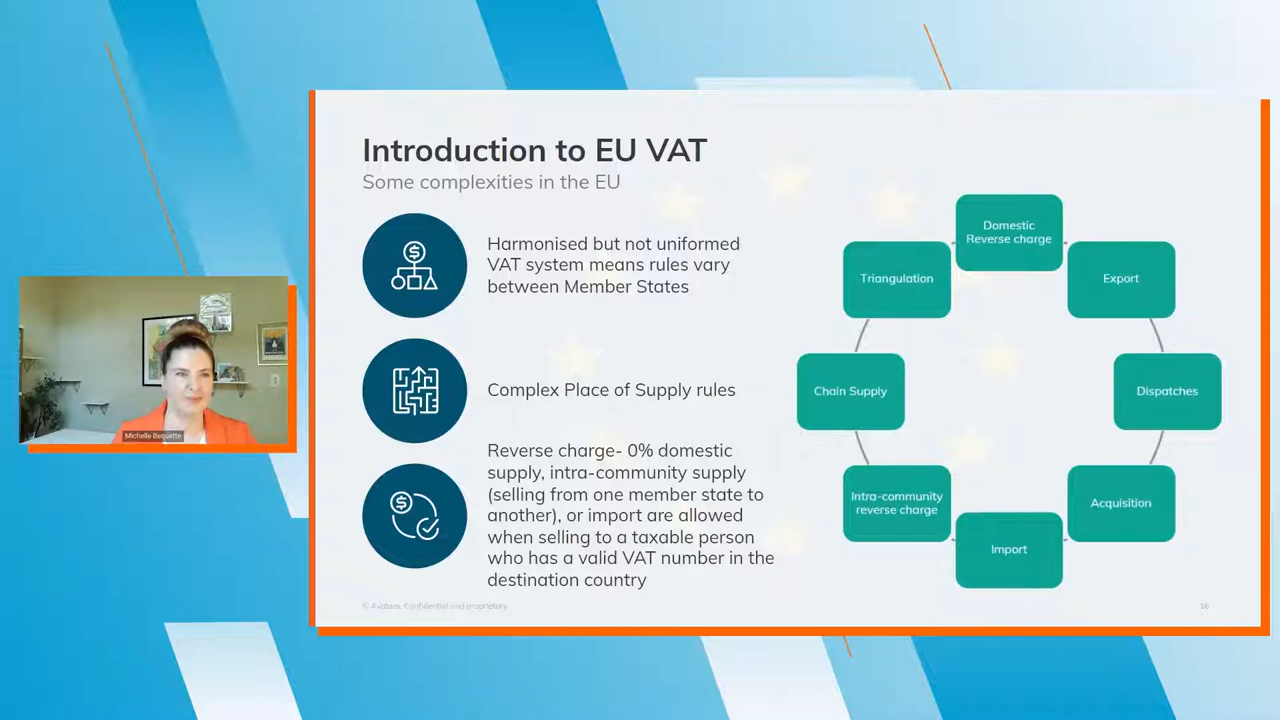 Introduction to EU VAT
Some complexities in the EU
Harmonised but not uniformed
VAT system means rules vary
between Member States
Complex Place of Supply rules
Reverse charge- 0% domestic
supply, intra-community supply
(selling from one member state to
another), or import are allowed
when selling to a taxable person
who has a valid VAT number in the
destination country
Domestic
Reverse charge
Export
Dispatches
Acquisition
Import
Intra-community
reverse charge
Chain Supply
Triangulation
Michelle Bequette
© Avalara. Confidential and proprietary.
16